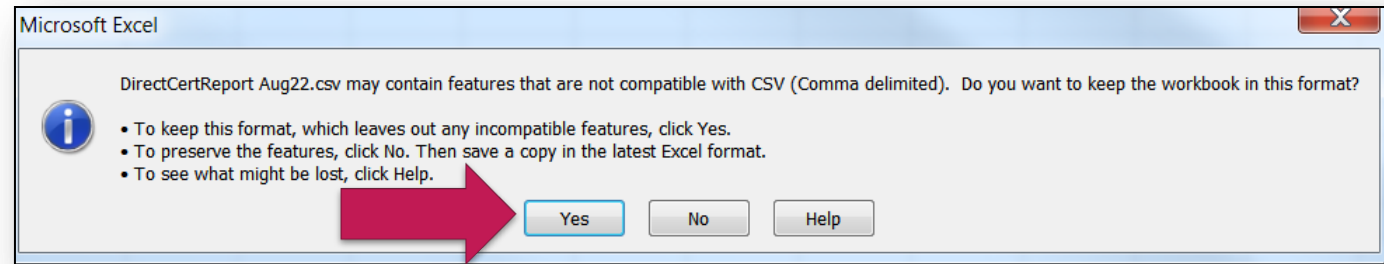 Microsoft Excel
X
DirectCertReport Aug22.csv may contain features that are not compatible with CSV (Comma delimited).  Do you want to keep the workbook in this format?
• To keep this format, which leaves out any incompatible features, click Yes.
• To preserve the features, click No. Then save a copy in the latest Excel format.
• To see what might be lost, click Help.
Yes No Help